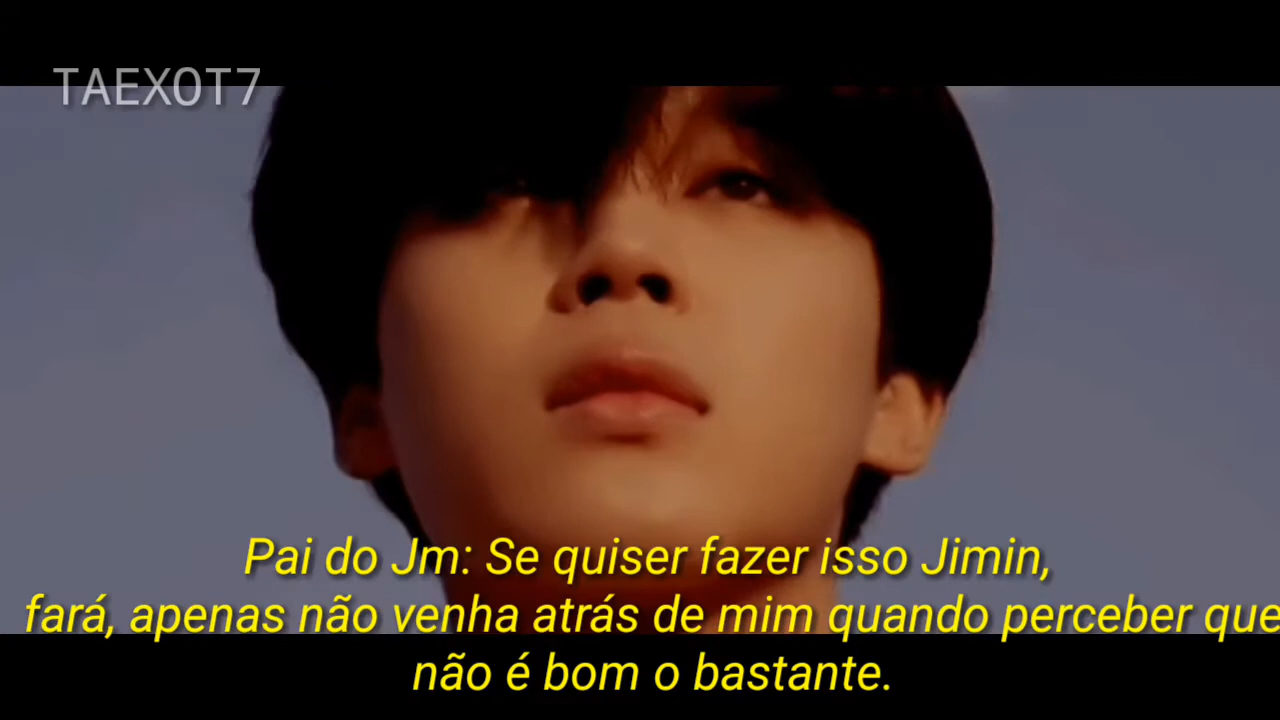 TAEXOT7
Pai do Jm: Se quiser fazer isso Jimin,
fará, apenas não venha atrás de mim quando perceber que
não é bom o bastante.